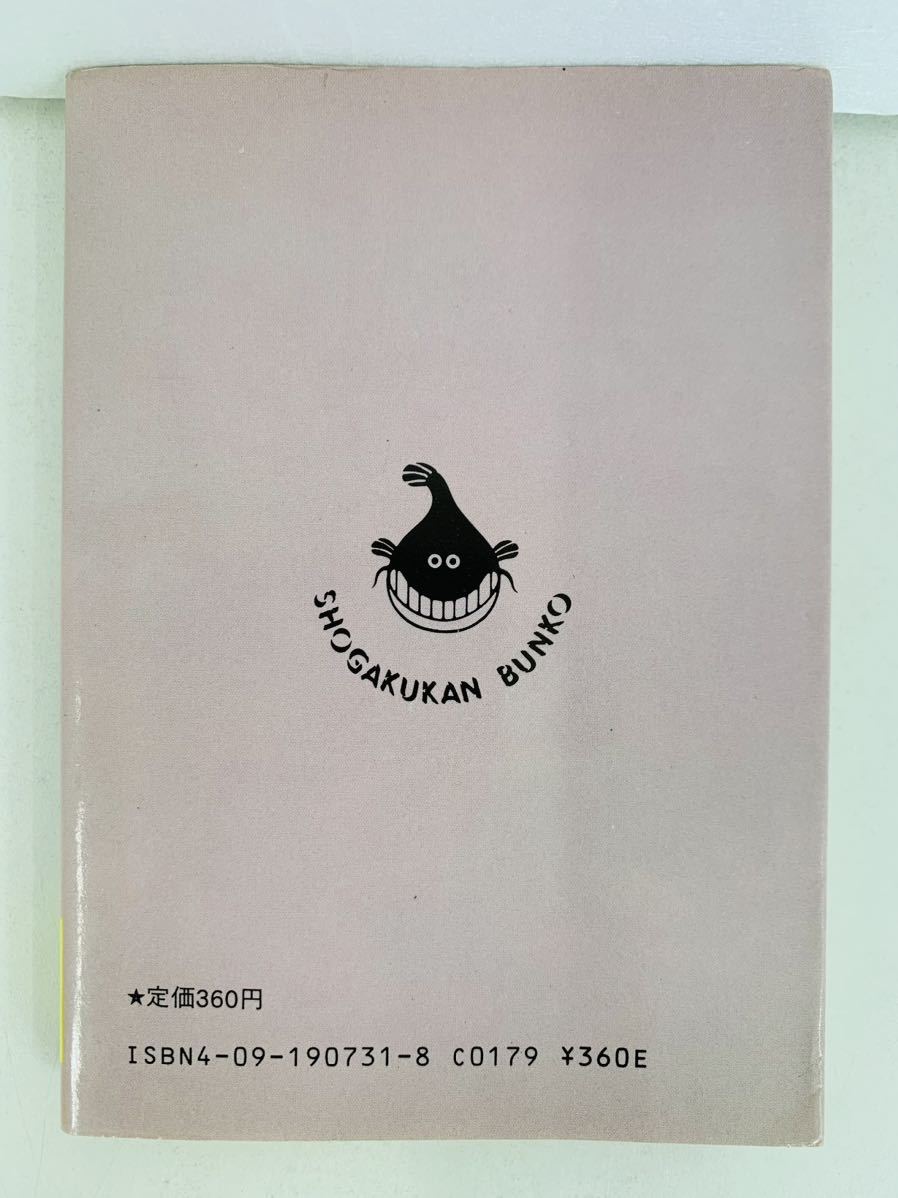 SHOGAKUKAN BUNKO
★定価360円
ISBN4-09-190731-8 C0179 ¥360E